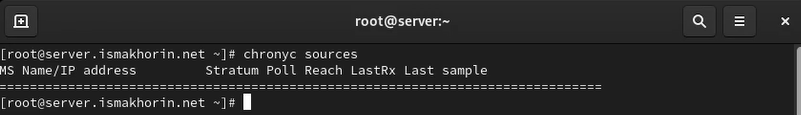 root@server:~
[root@server.ismakhorin.net ~]# chronyc sources
MS Name/IP address         Stratum Poll Reach LastRx Last sample
===============================================================================
[root@server.ismakhorin.net ~]#